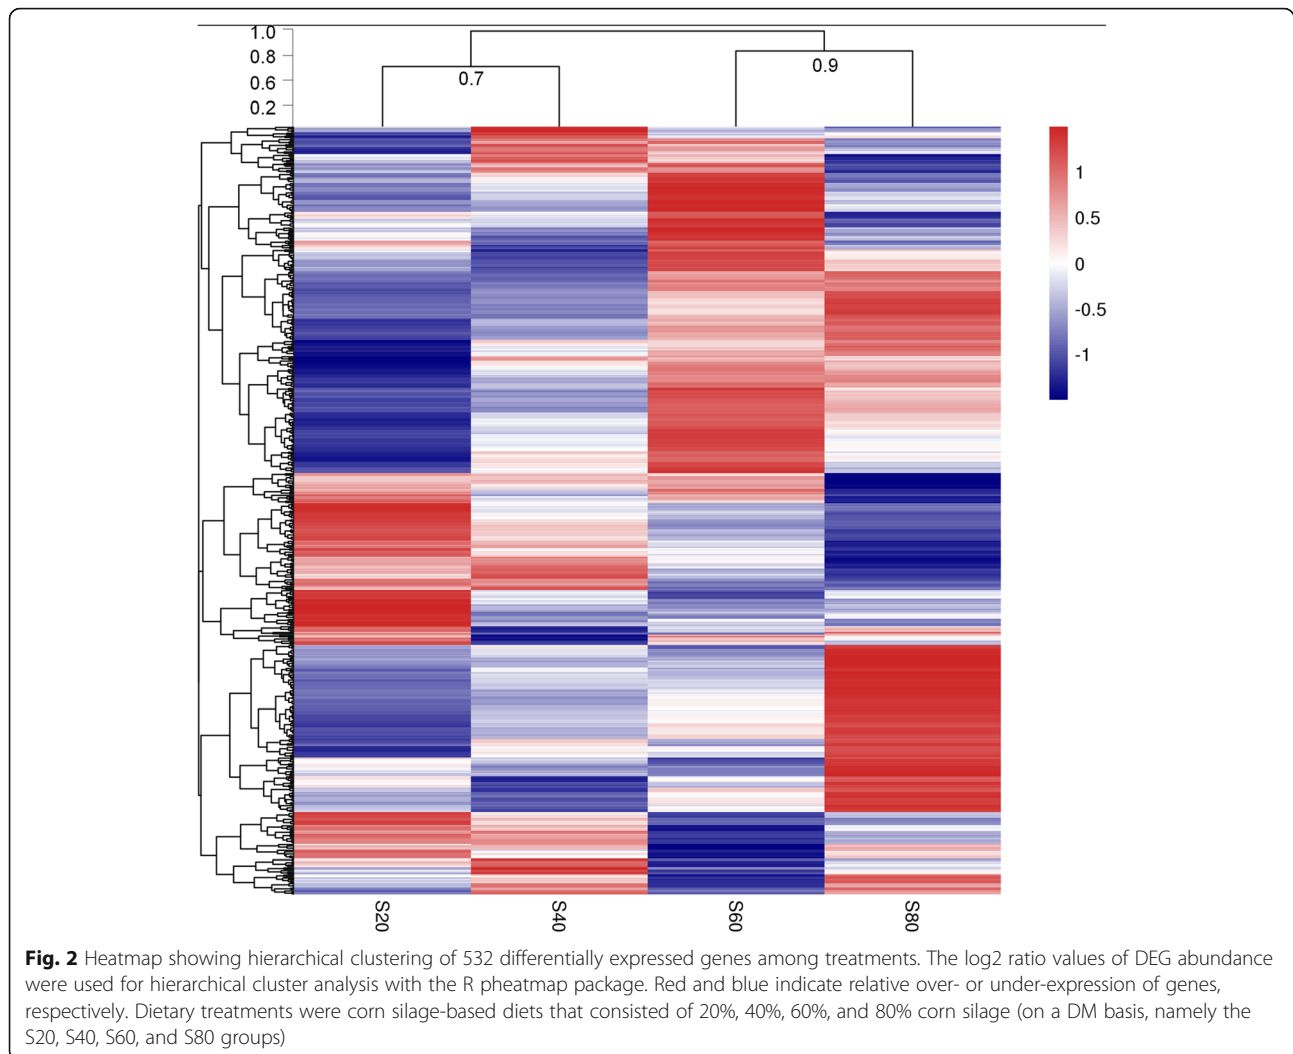 1.0
0.8
0.6
0.2
0.7
0.9
1
0.5
0
-0.5
-1
S20
S40
S60
S80
Fig. 2 Heatmap showing hierarchical clustering of 532 differentially expressed genes among treatments. The log2 ratio values of DEG abundance
were used for hierarchical cluster analysis with the R pheatmap package. Red and blue indicate relative over- or under-expression of genes,
respectively. Dietary treatments were corn silage-based diets that consisted of 20%, 40%, 60%, and 80% corn silage (on a DM basis, namely the
S20, S40, S60, and S80 groups)